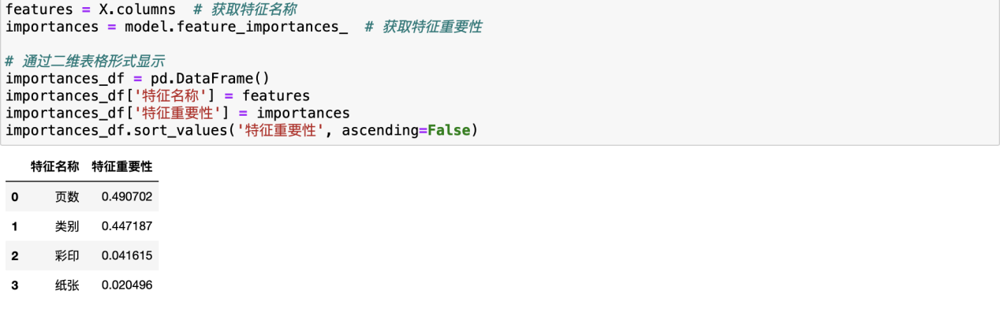 features = X.columns  # 获取特征名称
importances = model.feature_importances_  # 获取特征重要性
# 通过二维表格形式显示
importances_df = pd.DataFrame()
importances_df['特征名称'] = features
importances_df['特征重要性'] = importances
importances_df.sort_values('特征重要性', ascending=False)
特征名称 特征重要性
0 页数 0.490702
1 类别 0.447187
2 彩印 0.041615
3 纸张 0.020496